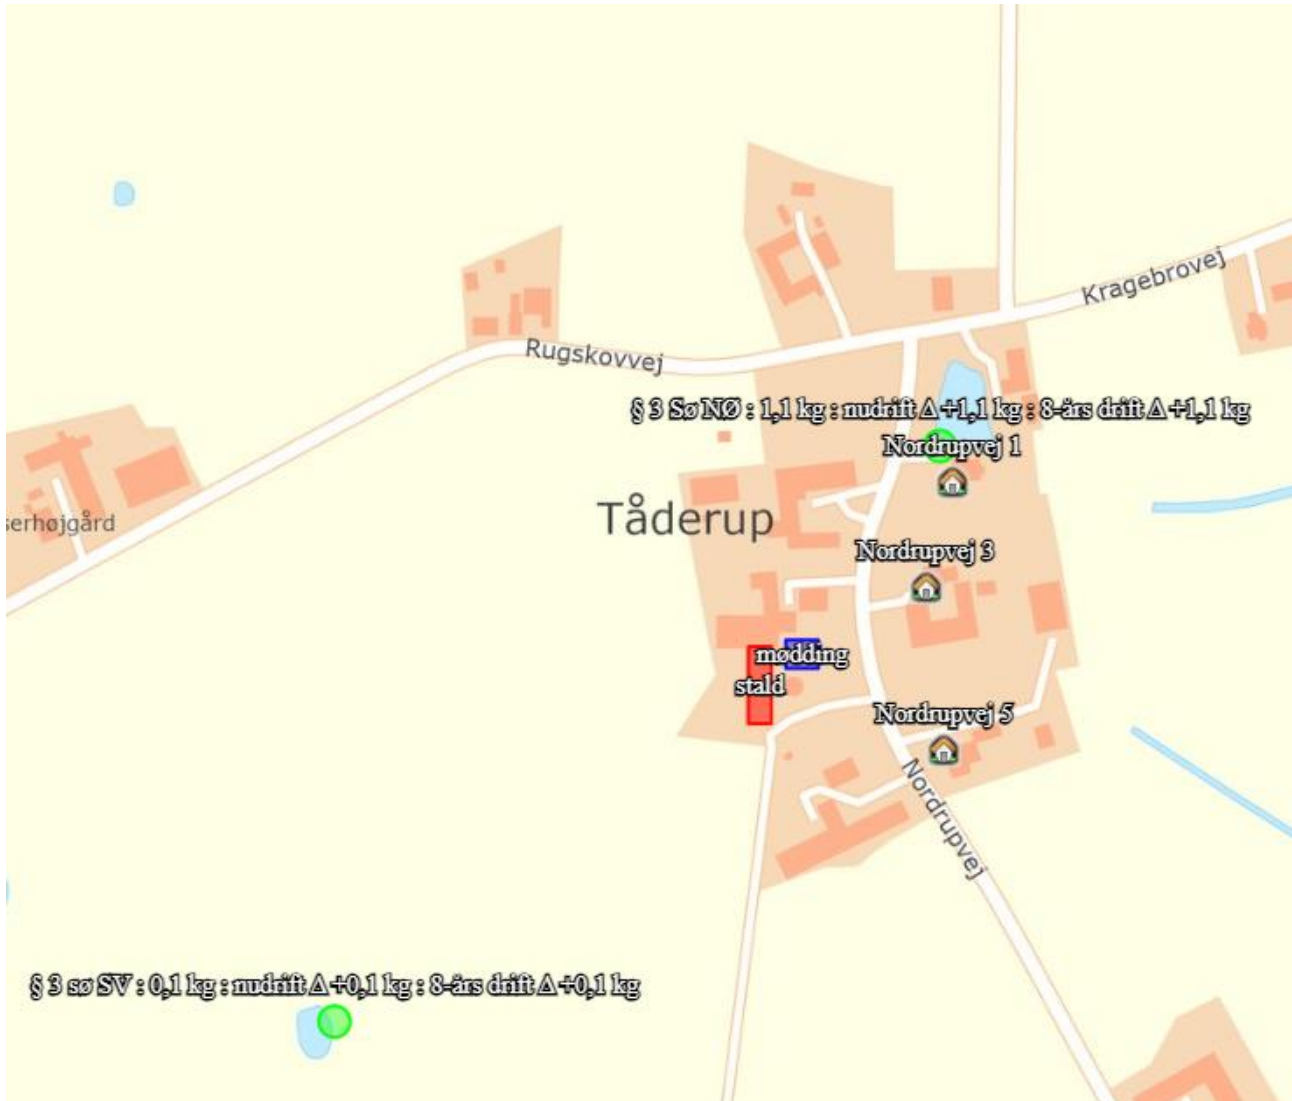 Kragebrovej
Rugskovvej
§ 3 Sø NØ : 1,1 kg : nudrift Δ +1,1 kg : 8-års drift Δ +1,1 kg
Nordrupvej 1
Tåderup
serhøjgård
Nordrupvej 3
mødding
stald
Nordrupvej 5
Nordrupvej
§ 3 sø SV : 0,1 kg : nudrift Δ +0,1 kg : 8-års drift Δ +0,1 kg